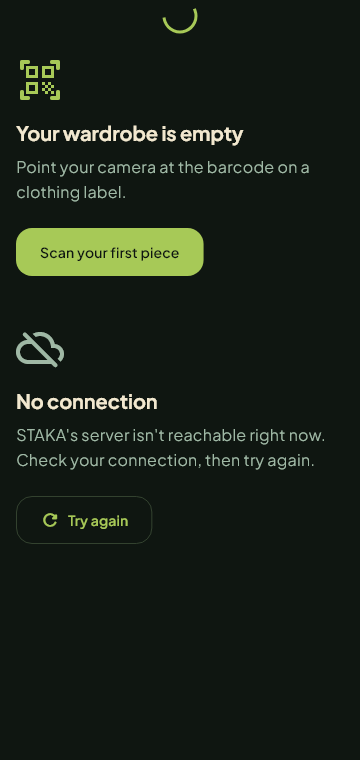 Your wardrobe is empty
Point your camera at the barcode on a
clothing label.
Scan your first piece
No connection
STAKA's server isn't reachable right now.
Check your connection, then try again.
Try again